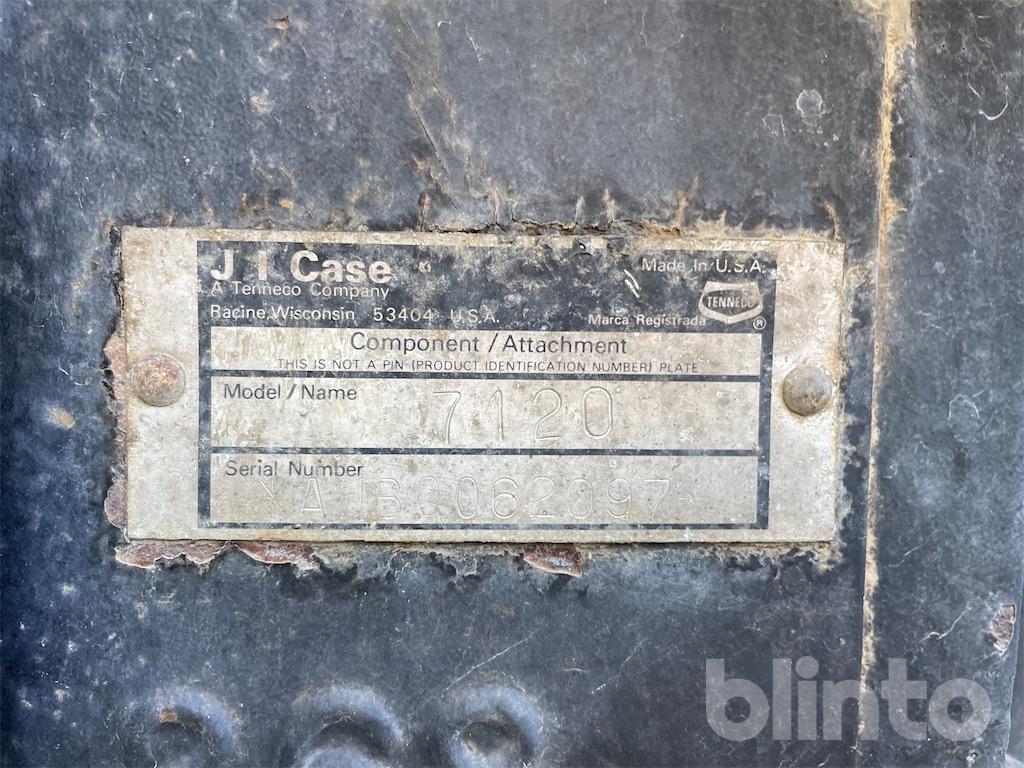 J I Case
A Tenneco Company
Racine, Wisconsin 53404 U.S.A.
Made In U.S.A.
TENNECO
Marca Registrada ®
Component / Attachment
THIS IS NOT A PIN (PRODUCT IDENTIFICATION NUMBER) PLATE
Model / Name 7120
Serial Number
blinto